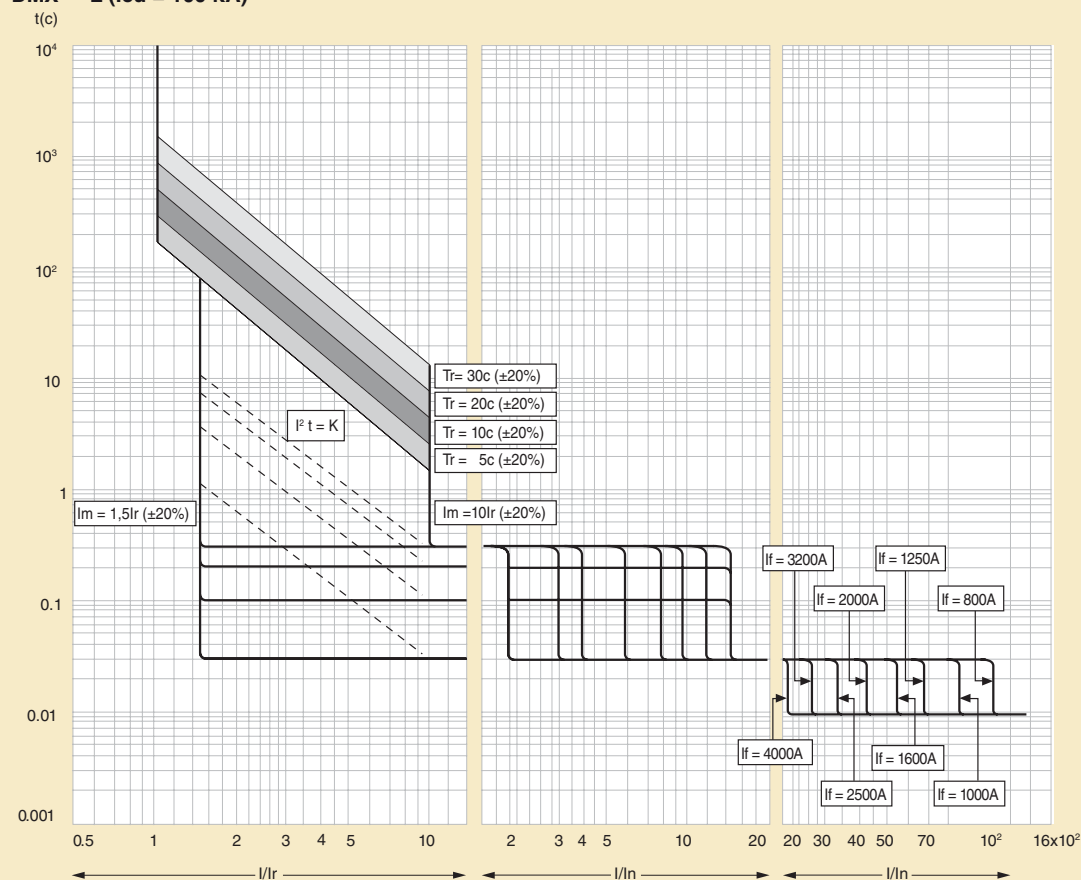 t(c)
10⁴
10³
10²
10
1
0.1
0.01
0.001
Tr= 30c (±20%)
Tr = 20c (±20%)
Tr = 10c (±20%)
Tr = 5c (±20%)
I² t = K
Im = 1,5Ir (±20%)
Im =10Ir (±20%)
If = 3200A
If = 1250A
If = 2000A
If = 800A
If = 4000A
If = 1600A
If = 2500A
If = 1000A
0.5 1 2 3 4 5 10
2 3 4 5 10 20
20 30 40 50 70 10² 16x10²
I/Ir
I/In
I/In